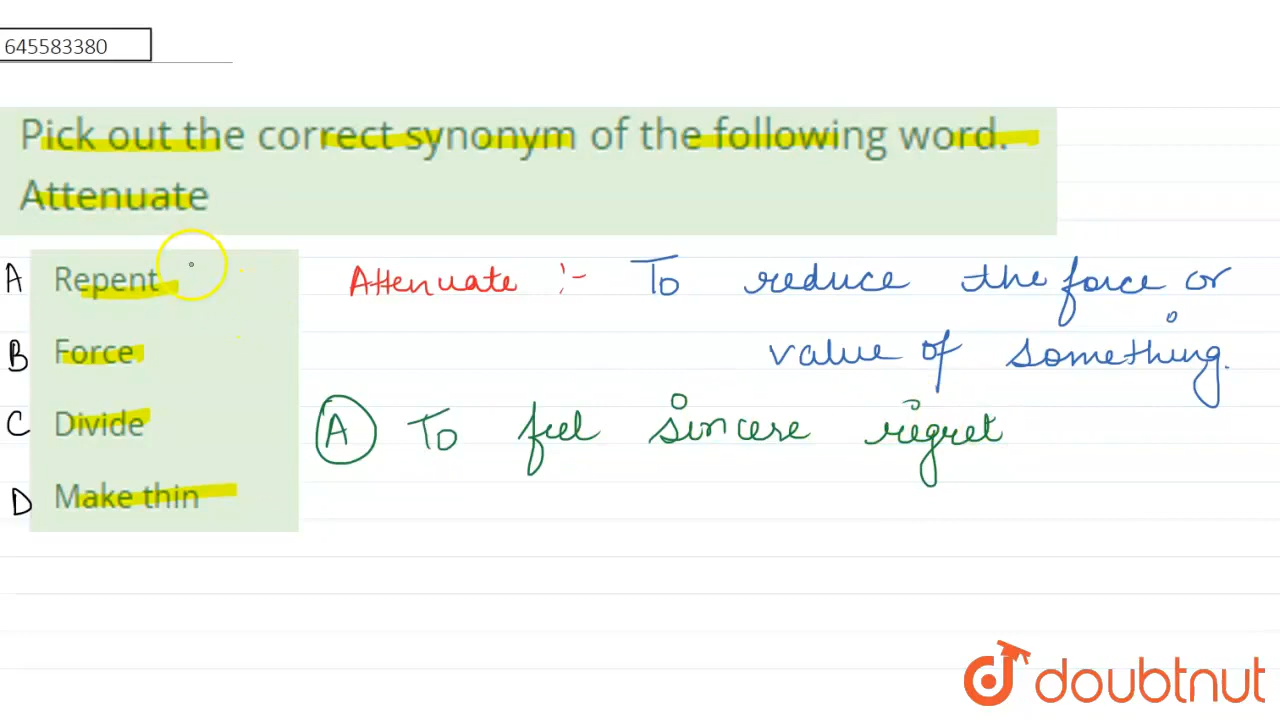 645583380
Pick out the correct synonym of the following word.
Attenuate
A Repent
B Force
C Divide
D Make thin
Attenuate :- To reduce the force or
value of something.
(A) To feel sincere regret
doubtnut